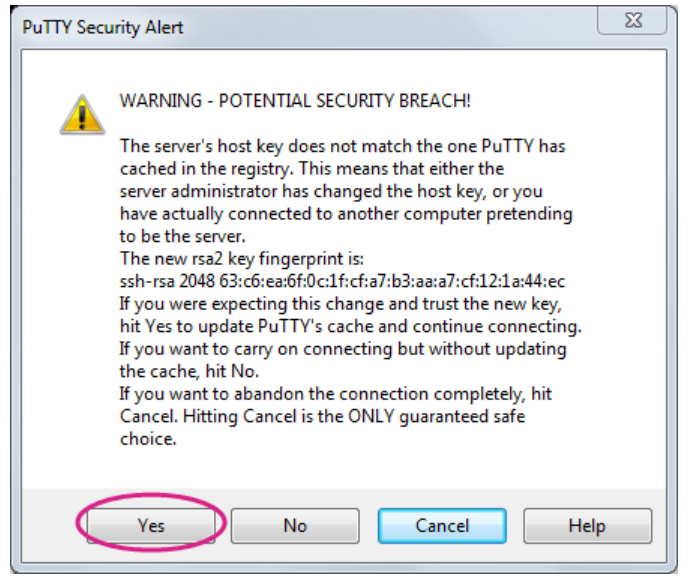 PuTTY Security Alert
WARNING - POTENTIAL SECURITY BREACH!
The server's host key does not match the one PuTTY has
cached in the registry. This means that either the
server administrator has changed the host key, or you
have actually connected to another computer pretending
to be the server.
The new rsa2 key fingerprint is:
ssh-rsa 2048 63:c6:ea:6f:0c:1f:cf:a7:b3:aa:a7:cf:12:1a:44:ec
If you were expecting this change and trust the new key,
hit Yes to update PuTTY's cache and continue connecting.
If you want to carry on connecting but without updating
the cache, hit No.
If you want to abandon the connection completely, hit
Cancel. Hitting Cancel is the ONLY guaranteed safe
choice.
Yes No Cancel Help